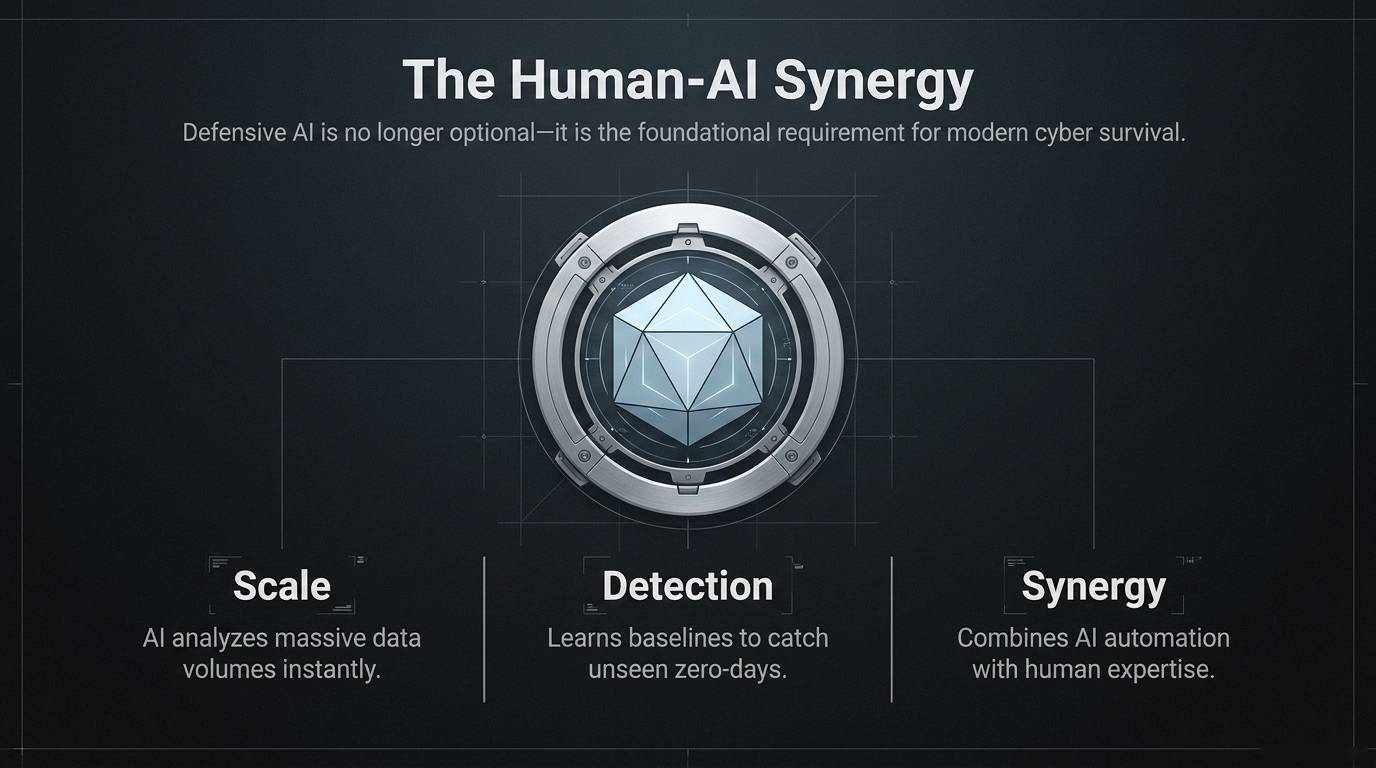 The Human-AI Synergy
Defensive AI is no longer optional—it is the foundational requirement for modern cyber survival.
Scale
AI analyzes massive data
volumes instantly.
Detection
Learns baselines to catch
unseen zero-days.
Synergy
Combines AI automation
with human expertise.